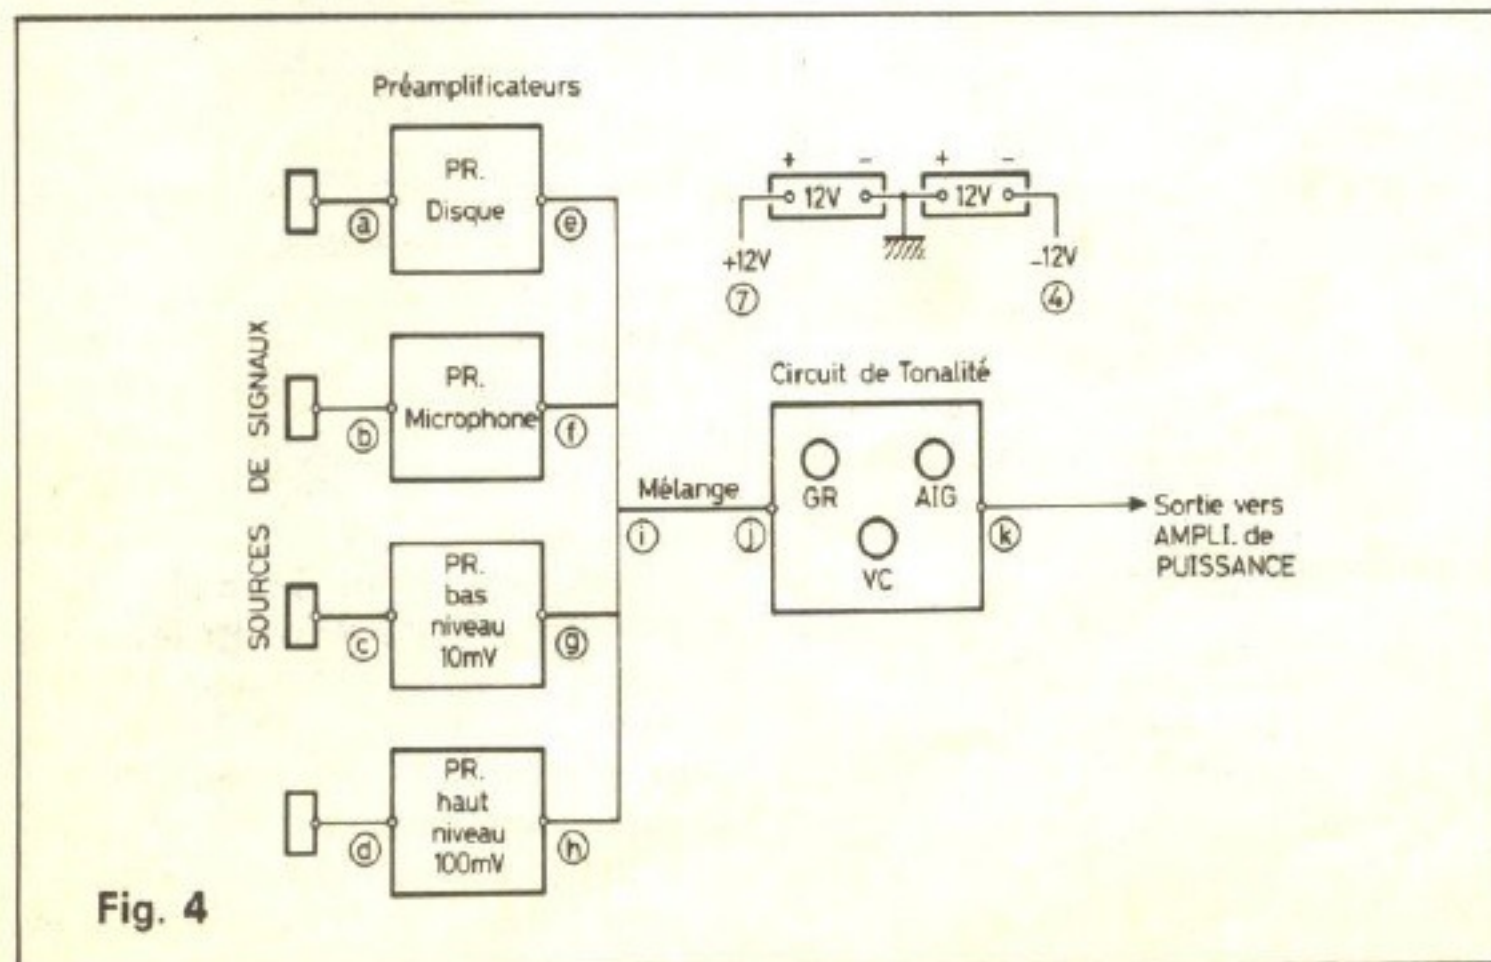 Préamplificateurs
PR.
Disque
ⓐ
ⓔ
+ -
+ -
12V
12V
+12V
⑦
-12V
④
SOURCES DE SIGNAUX
PR.
Microphone
ⓑ
ⓕ
Circuit de Tonalité
GR
AIG
VC
Mélange
ⓘ
ⓙ
ⓚ
Sortie vers
AMPLI. de
PUISSANCE
PR.
bas
niveau
10mV
ⓒ
ⓖ
PR.
haut
niveau
100mV
ⓓ
ⓗ
Fig. 4